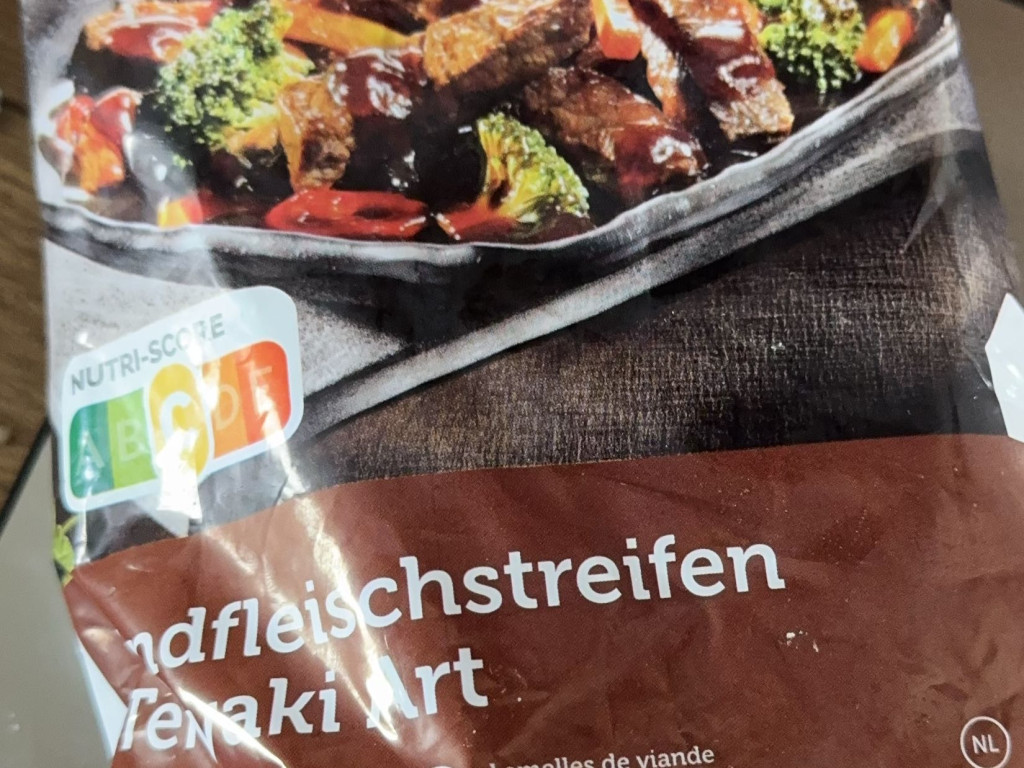 NUTRI-SCORE
A B C D E
ndfleischstreifen
Teriyaki Art
lamelles de viande
NL